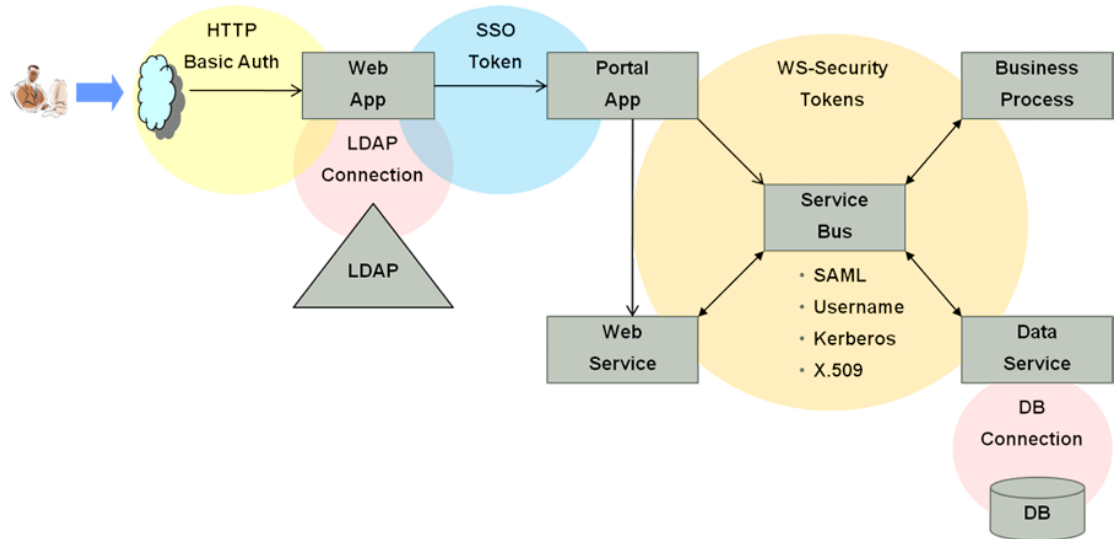 HTTP
Basic Auth
Web
App
SSO
Token
Portal
App
WS-Security
Tokens
Business
Process
LDAP
Connection
LDAP
Service
Bus
• SAML
• Username
• Kerberos
• X.509
Web
Service
Data
Service
DB
Connection
DB